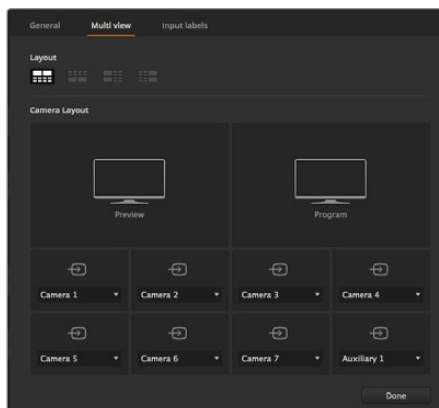 General Multi view Input labels
Layout
Camera Layout
Preview Program
Camera 1 Camera 2 Camera 3 Camera 4
Camera 5 Camera 6 Camera 7 Auxiliary 1
Done